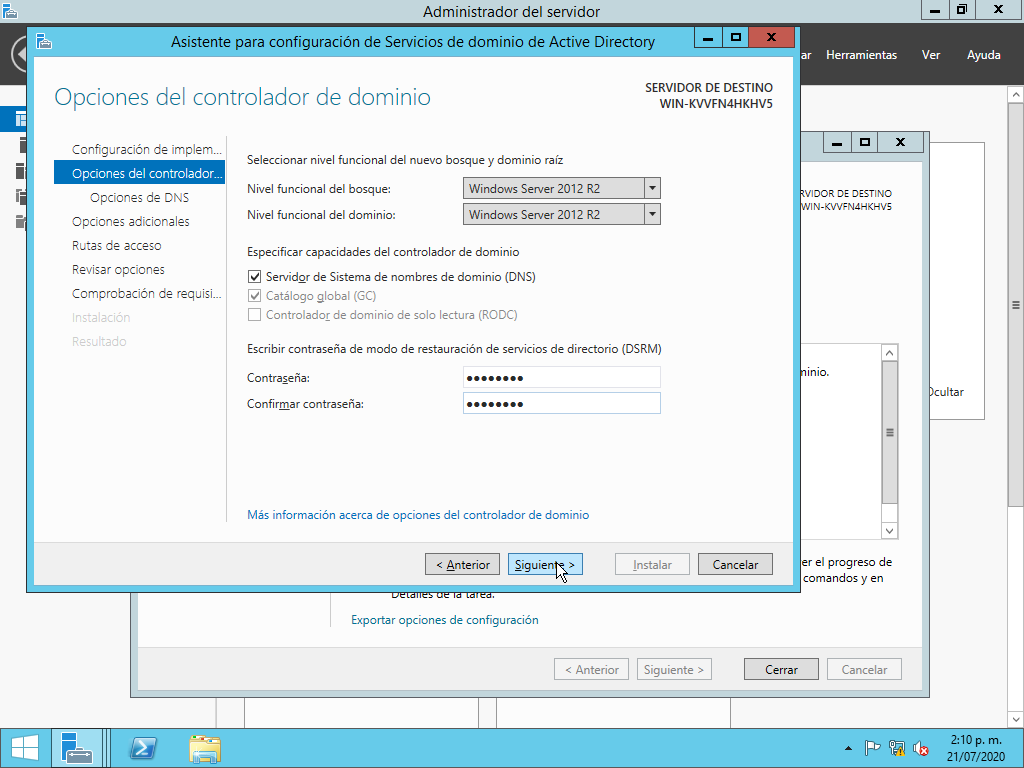 Administrador del servidor
ar Herramientas Ver Ayuda
Asistente para configuración de Servicios de dominio de Active Directory
Opciones del controlador de dominio
SERVIDOR DE DESTINO
WIN-KVVFN4HKHV5
Configuración de implem...
Opciones del controlador...
Opciones de DNS
Opciones adicionales
Rutas de acceso
Revisar opciones
Comprobación de requisi...
Instalación
Resultado
Seleccionar nivel funcional del nuevo bosque y dominio raíz
Nivel funcional del bosque: Windows Server 2012 R2
Nivel funcional del dominio: Windows Server 2012 R2
Especificar capacidades del controlador de dominio
Servidor de Sistema de nombres de dominio (DNS)
Catálogo global (GC)
Controlador de dominio de solo lectura (RODC)
Escribir contraseña de modo de restauración de servicios de directorio (DSRM)
Contraseña: ●●●●●●●●
Confirmar contraseña: ●●●●●●●●
Más información acerca de opciones del controlador de dominio
< Anterior Siguiente > Instalar Cancelar
RVIDOR DE DESTINO
WIN-KVVFN4HKHV5
minio.
Ocultar
er el progreso de
comandos y en
Detalles de la tarea.
Exportar opciones de configuración
< Anterior Siguiente > Cerrar Cancelar
2:10 p. m.
21/07/2020